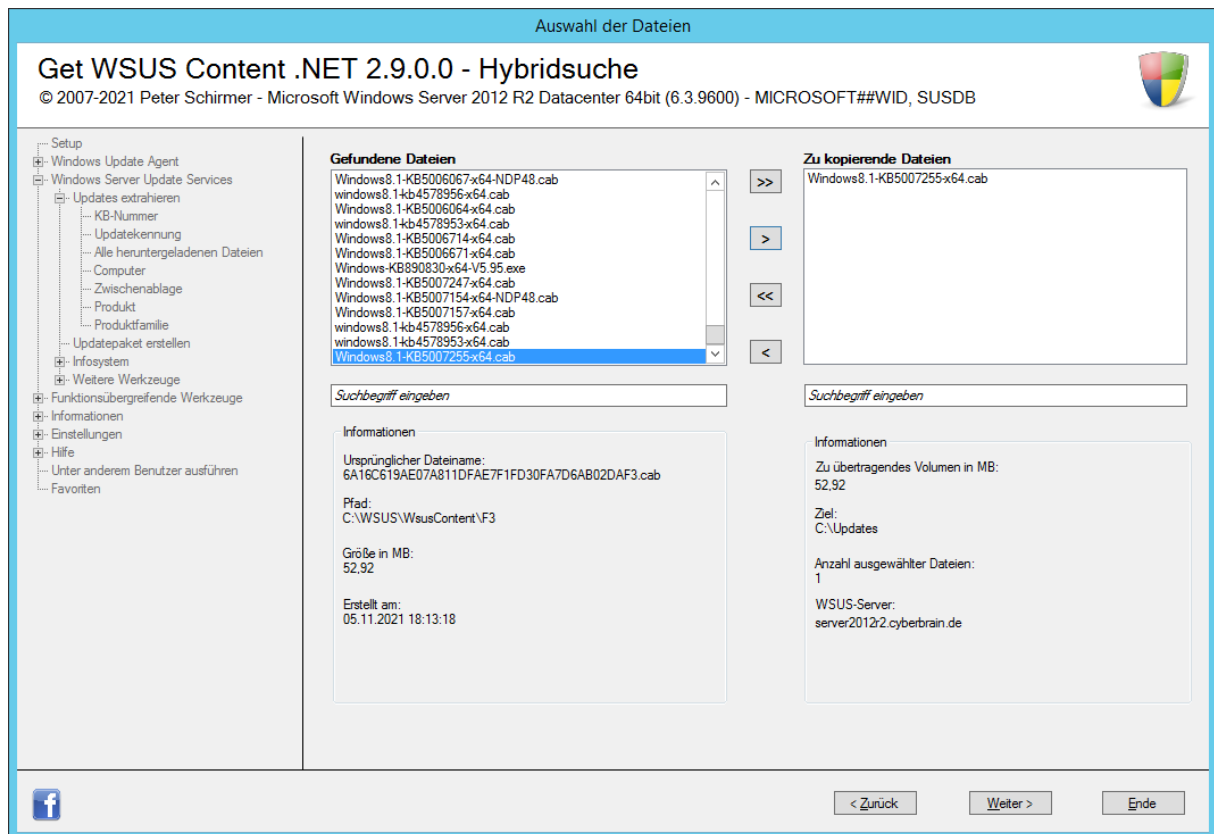 Auswahl der Dateien
Get WSUS Content .NET 2.9.0.0 - Hybridsuche
© 2007-2021 Peter Schirmer - Microsoft Windows Server 2012 R2 Datacenter 64bit (6.3.9600) - MICROSOFT##WID, SUSDB
Setup
Windows Update Agent
Windows Server Update Services
Updates extrahieren
KB-Nummer
Updatekennung
Alle heruntergeladenen Dateien
Computer
Zwischenablage
Produkt
Produktfamilie
Updatepaket erstellen
Infosystem
Weitere Werkzeuge
Funktionsübergreifende Werkzeuge
Informationen
Einstellungen
Hilfe
Unter anderem Benutzer ausführen
Favoriten
Gefundene Dateien
Windows8.1-KB5006067-x64-NDP48.cab
windows8.1-kb4578956-x64.cab
Windows8.1-KB5006064-x64.cab
windows8.1-kb4578953-x64.cab
Windows8.1-KB5006714-x64.cab
Windows8.1-KB5006671-x64.cab
Windows-KB890830-x64-V5.95.exe
Windows8.1-KB5007247-x64.cab
Windows8.1-KB5007154-x64-NDP48.cab
Windows8.1-KB5007157-x64.cab
windows8.1-kb4578956-x64.cab
windows8.1-kb4578953-x64.cab
Windows8.1-KB5007255-x64.cab
Suchbegriff eingeben
Informationen
Ursprünglicher Dateiname:
6A16C619AE07A811DFAE7F1FD30FA7D6AB02DAF3.cab
Pfad:
C:\WSUS\WsusContent\F3
Größe in MB:
52,92
Erstellt am:
05.11.2021 18:13:18
>>
>
<<
<
Zu kopierende Dateien
Windows8.1-KB5007255-x64.cab
Suchbegriff eingeben
Informationen
Zu übertragendes Volumen in MB:
52,92
Ziel:
C:\Updates
Anzahl ausgewählter Dateien:
1
WSUS-Server:
server2012r2.cyberbrain.de
f
< Zurück
Weiter >
Ende